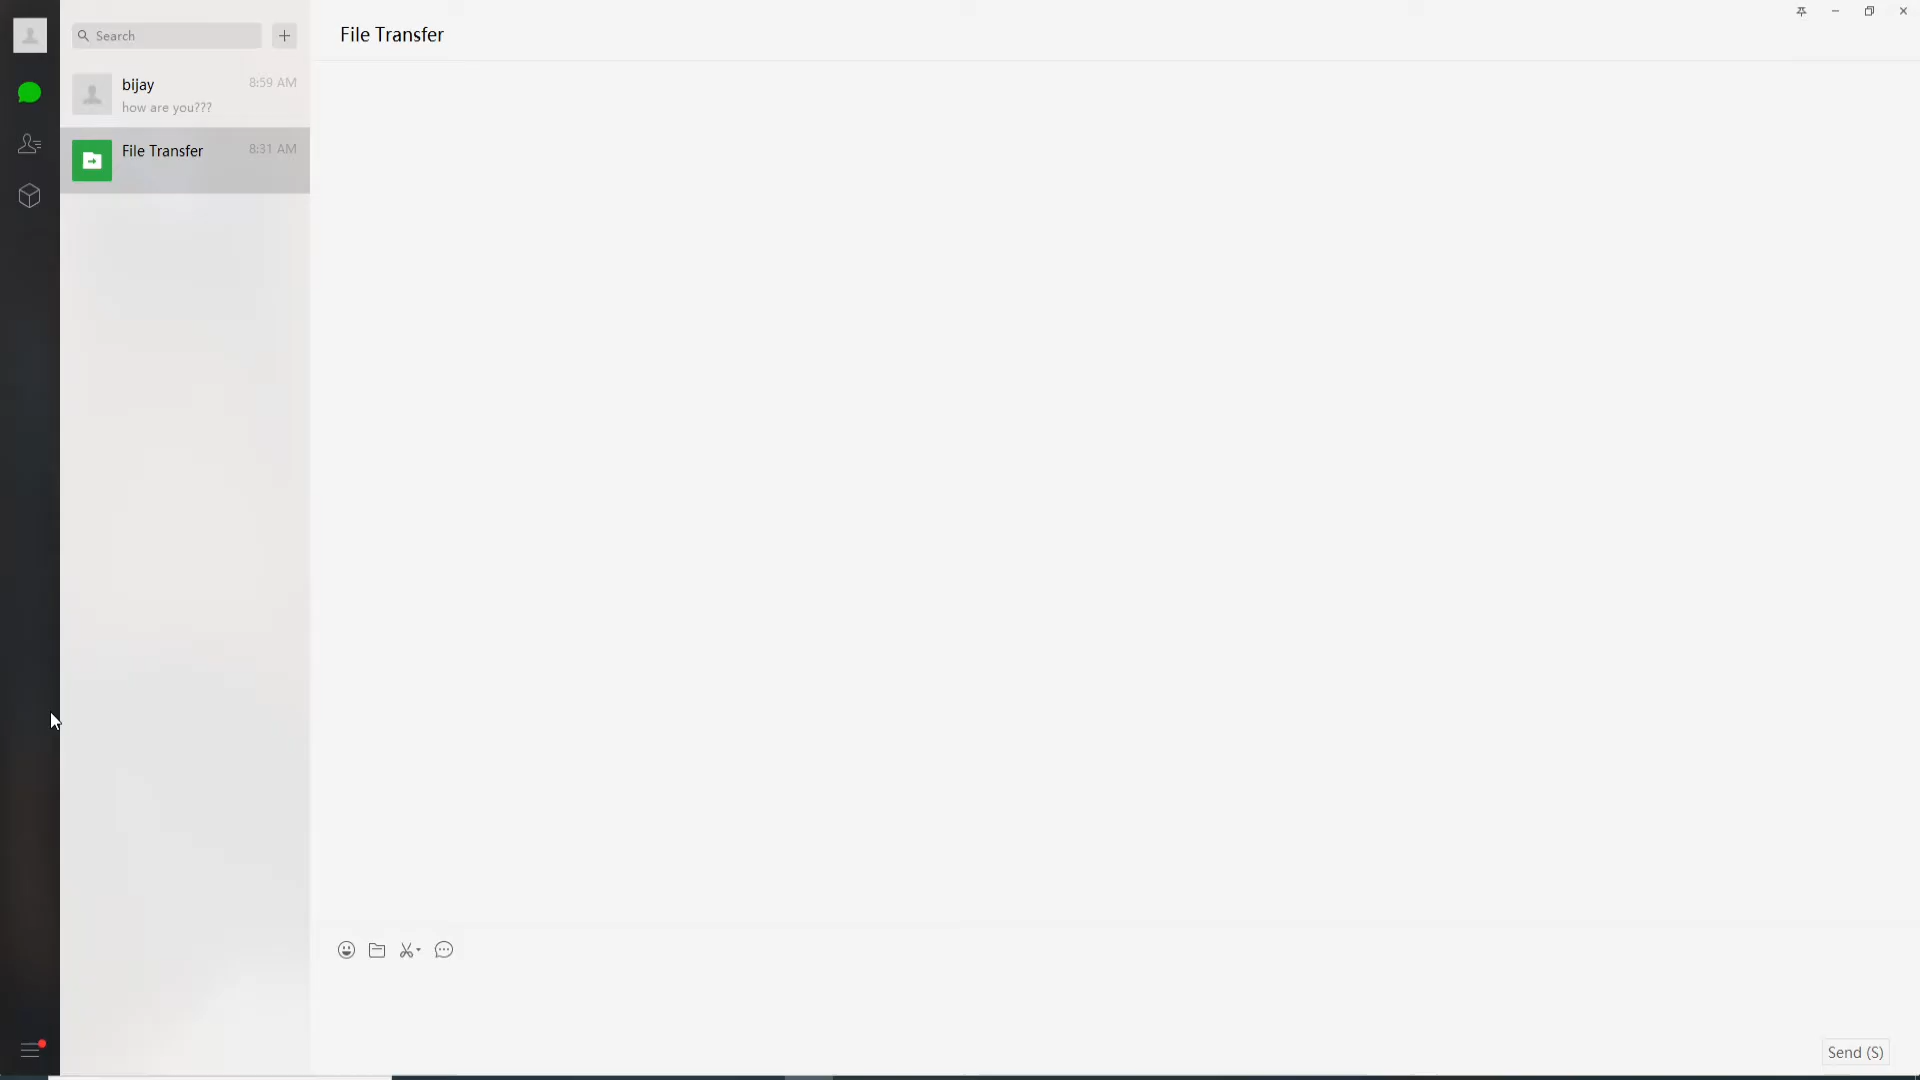 Search
File Transfer
bijay
8:59 AM
how are you???
File Transfer
8:31 AM
Send (S)